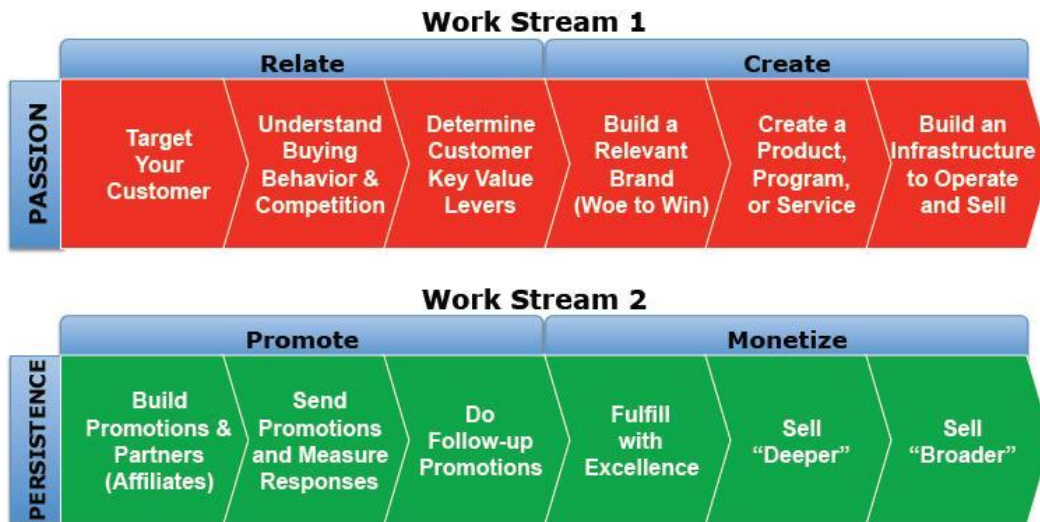 Work Stream 1
Relate
Create
PASSION
Target
Your
Customer
Understand
Buying
Behavior &
Competition
Determine
Customer
Key Value
Levers
Build a
Relevant
Brand
(Woe to Win)
Create a
Product,
Program,
or Service
Build an
Infrastructure
to Operate
and Sell
Work Stream 2
Promote
Monetize
PERSISTENCE
Build
Promotions &
Partners
(Affiliates)
Send
Promotions
and Measure
Responses
Do
Follow-up
Promotions
Fulfill
with
Excellence
Sell
“Deeper”
Sell
“Broader”